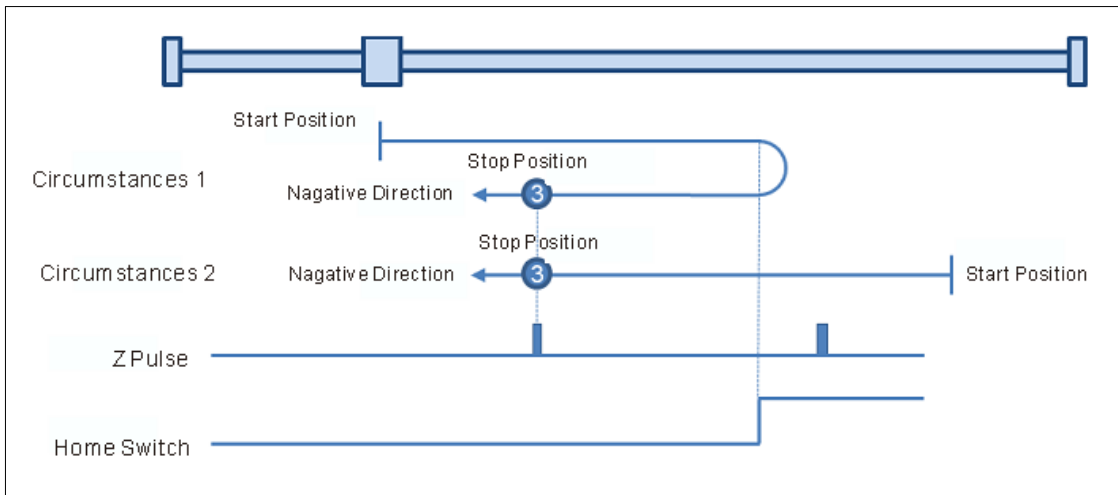 Start Position
Stop Position
Circumstances 1
Nagative Direction
3
Stop Position
Circumstances 2
Nagative Direction
3
Start Position
Z Pulse
Home Switch